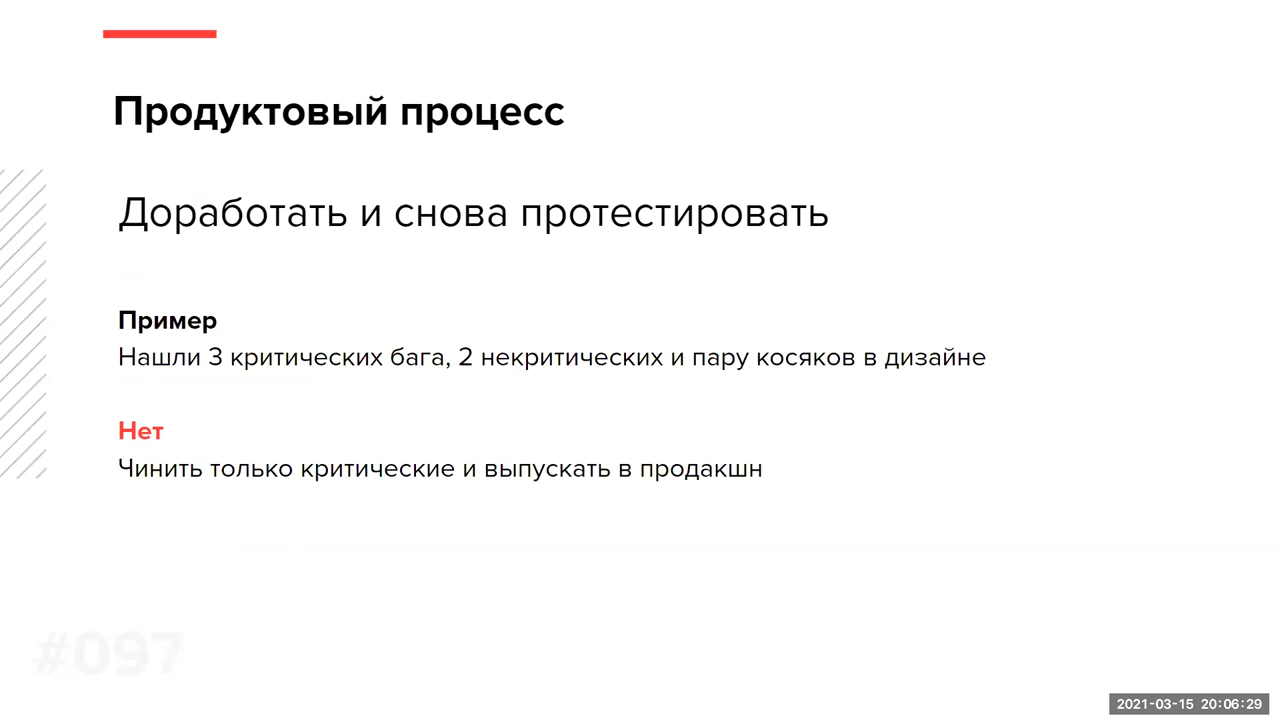 Продуктовый процесс
Доработать и снова протестировать
Пример
Нашли 3 критических бага, 2 некритических и пару косяков в дизайне
Нет
Чинить только критические и выпускать в продакшн
#097
2021-03-15 20:06:29